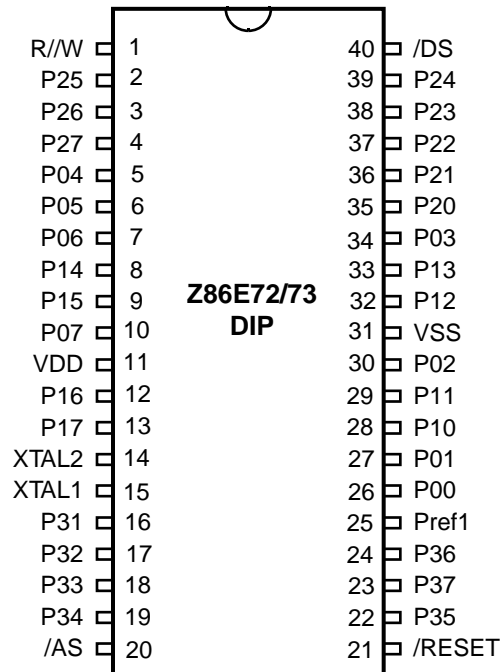 R//W 1 40 /DS
P25 2 39 P24
P26 3 38 P23
P27 4 37 P22
P04 5 36 P21
P05 6 35 P20
P06 7 34 P03
P14 8 33 P13
P15 9 Z86E72/73 32 P12
P07 10 DIP 31 VSS
VDD 11 30 P02
P16 12 29 P11
P17 13 28 P10
XTAL2 14 27 P01
XTAL1 15 26 P00
P31 16 25 Pref1
P32 17 24 P36
P33 18 23 P37
P34 19 22 P35
/AS 20 21 /RESET